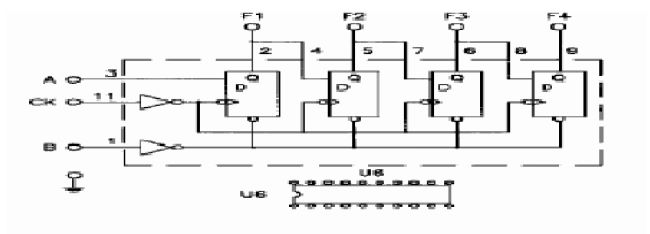 F1 F2 F3 F4
2 4 5 7 6 8 9
A 3
Q Q Q Q
D D D D
CK 11
B 1
U6
U6